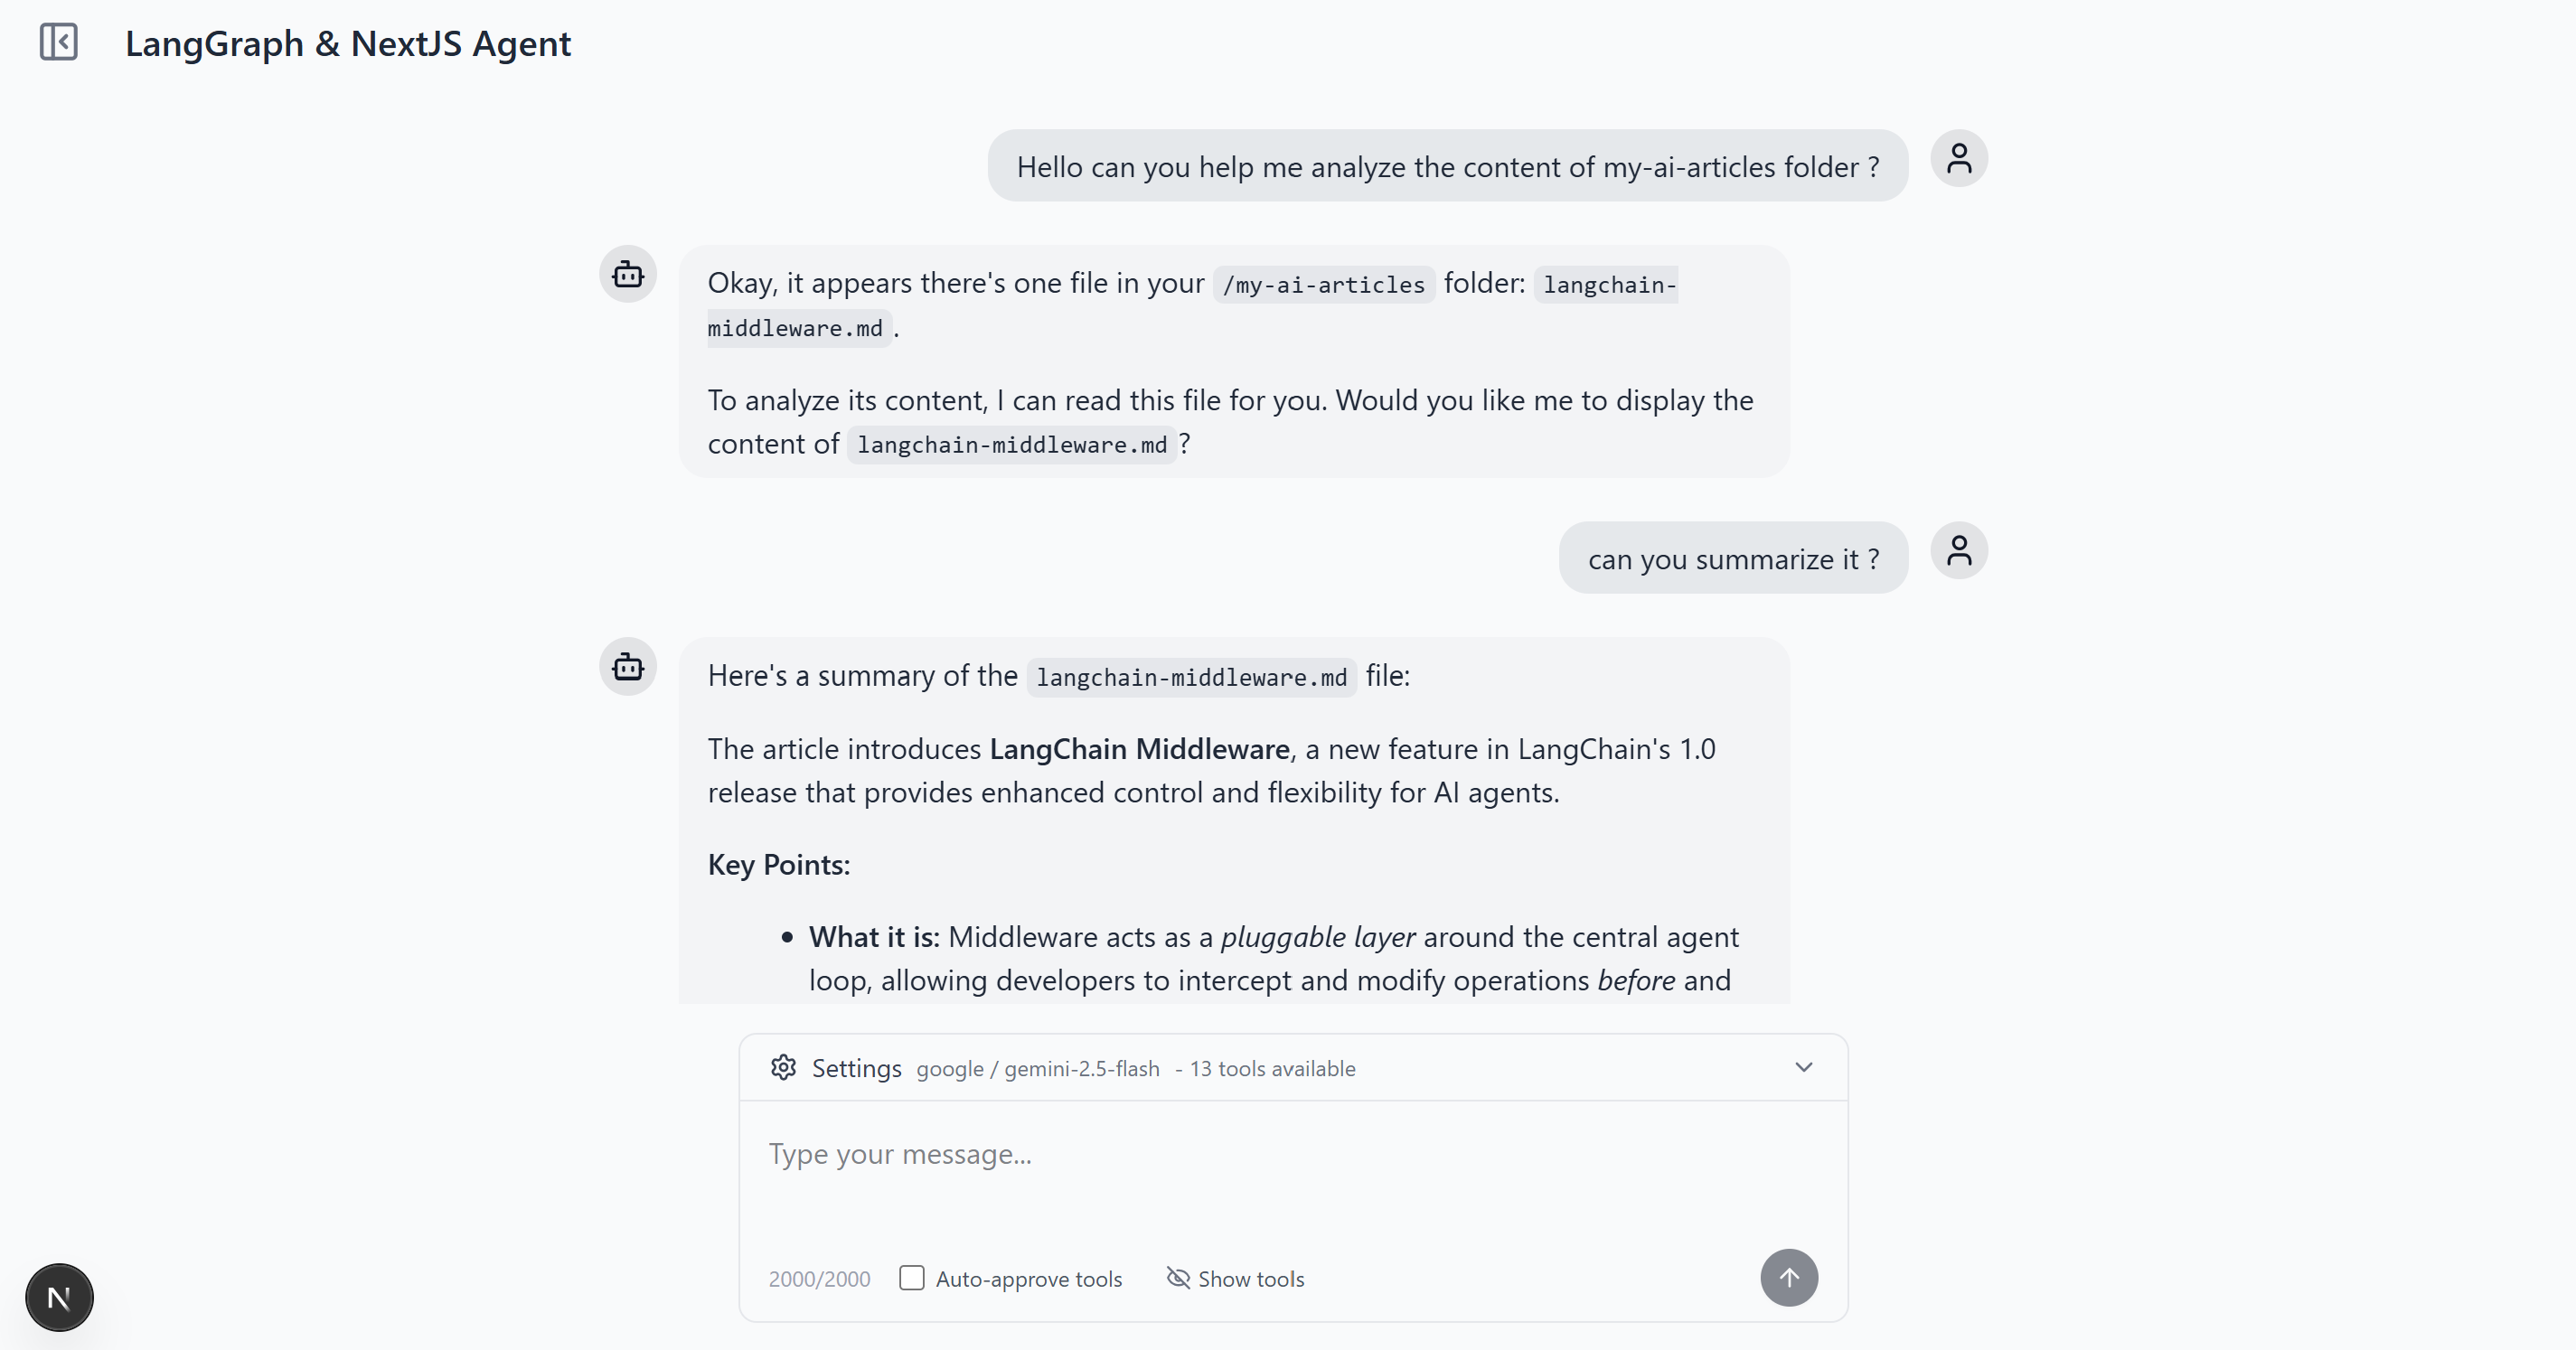 LangGraph & NextJS Agent
Hello can you help me analyze the content of my-ai-articles folder ?
Okay, it appears there's one file in your /my-ai-articles folder: langchain-
middleware.md.
To analyze its content, I can read this file for you. Would you like me to display the
content of langchain-middleware.md?
can you summarize it ?
Here's a summary of the langchain-middleware.md file:
The article introduces LangChain Middleware, a new feature in LangChain's 1.0
release that provides enhanced control and flexibility for AI agents.
Key Points:
• What it is: Middleware acts as a pluggable layer around the central agent
loop, allowing developers to intercept and modify operations before and
Settings google / gemini-2.5-flash - 13 tools available
Type your message...
2000/2000 Auto-approve tools Show tools
N